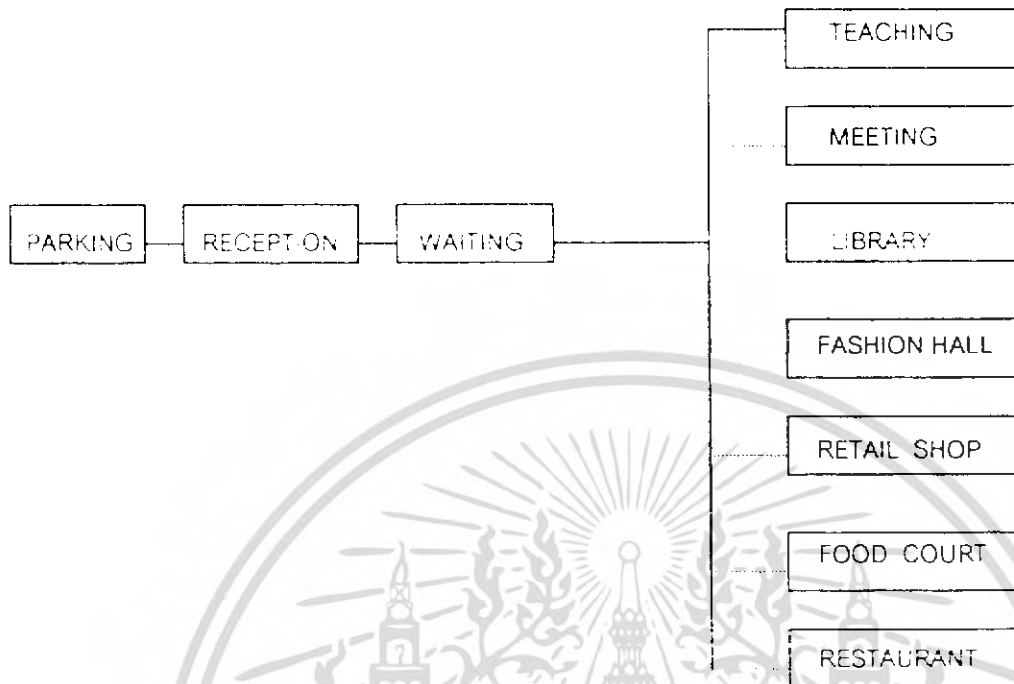 TEACHING
MEETING
LIBRARY
PARKING
RECEPTION
WAITING
FASHION HALL
RETAIL SHOP
FOOD COURT
RESTAURANT